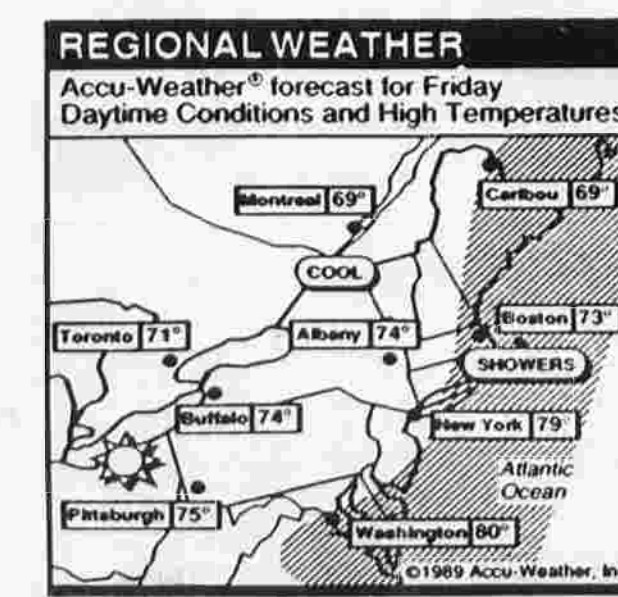 REGIONAL WEATHER
Accu-Weather® forecast for Friday
Daytime Conditions and High Temperatures
Montreal 69°
Caribou 69°
COOL
Toronto 71°
Albany 74°
Boston 73°
SHOWERS
Buffalo 74°
New York 79°
Atlantic
Ocean
Pittsburgh 75°
Washington 80°
©1989 Accu-Weather, In